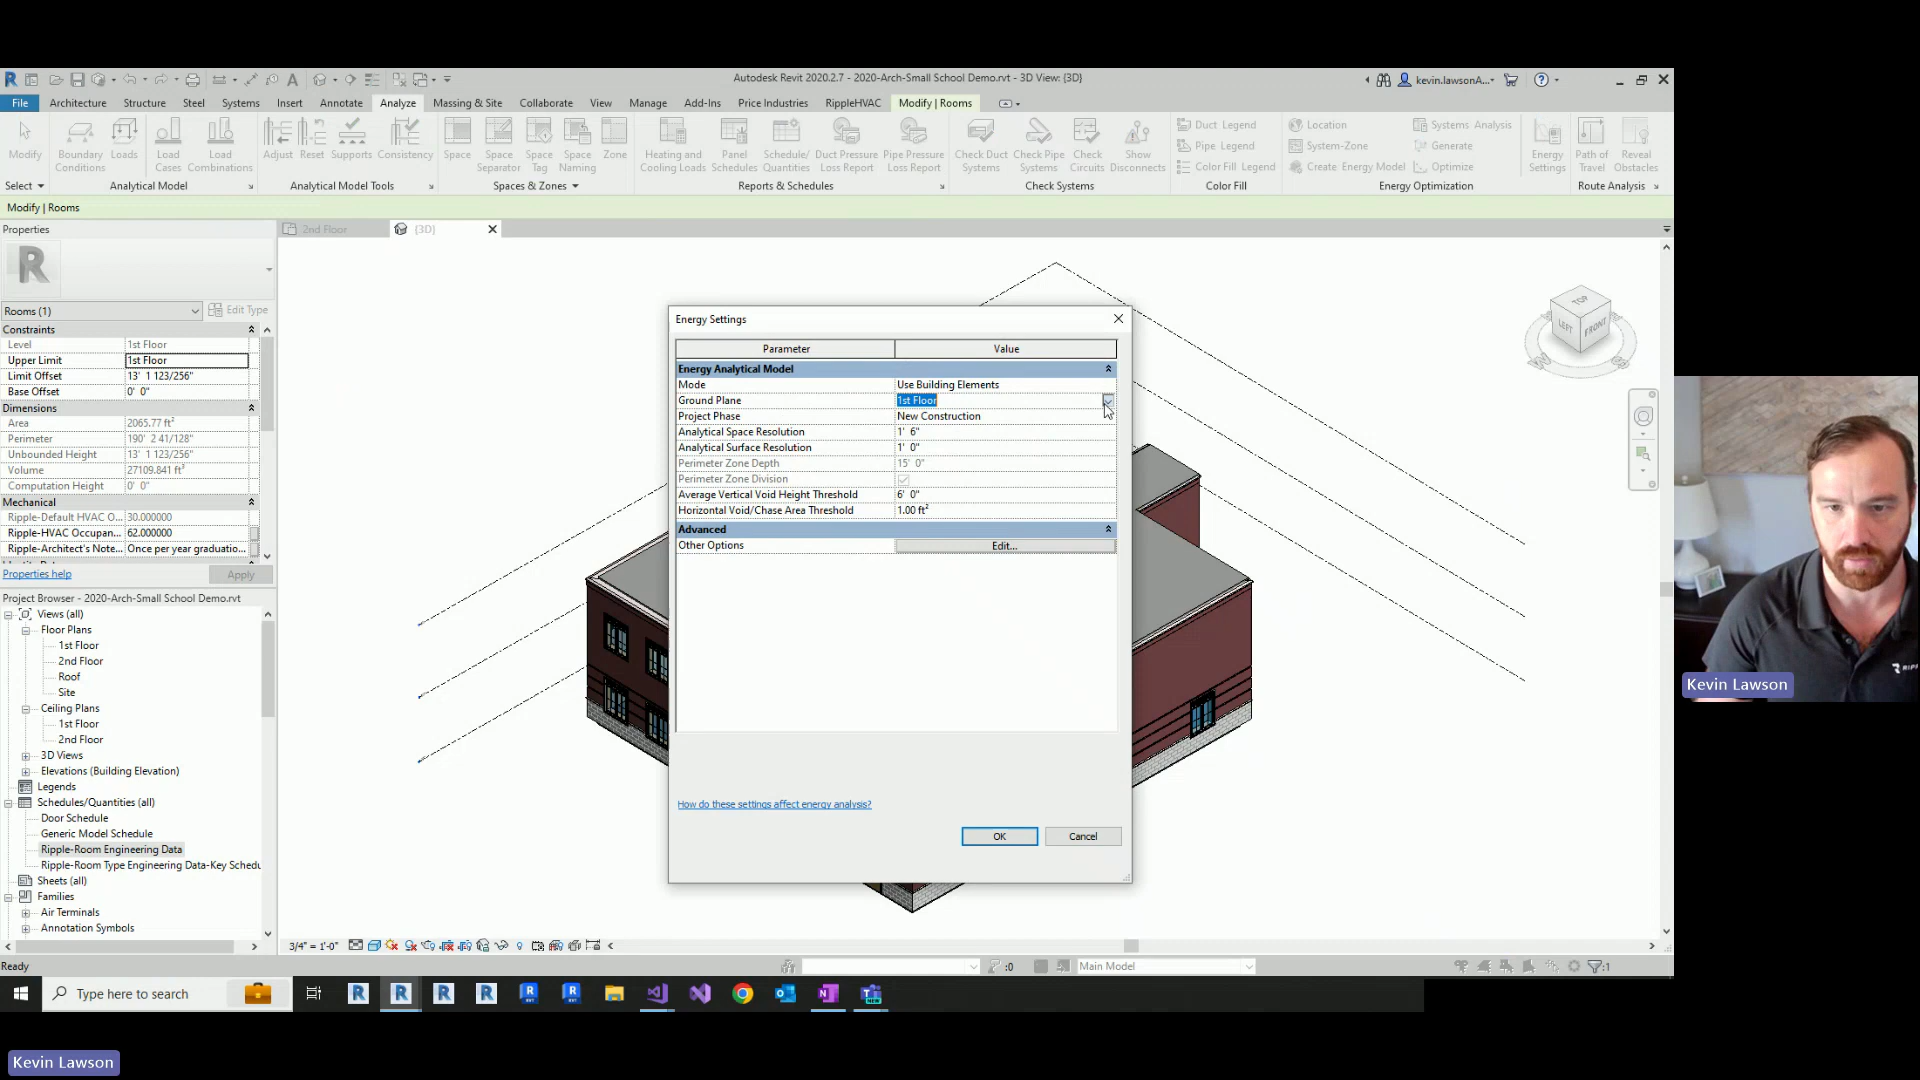 Autodesk Revit 2020.2.7 - 2020-Arch-Small School Demo.rvt - 3D View: {3D}
kevin.lawsonA...
File Architecture Structure Steel Systems Insert Annotate Analyze Massing & Site Collaborate View Manage Add-Ins Price Industries RippleHVAC Modify | Rooms
Modify
Boundary Conditions
Loads
Load Cases
Load Combinations
Adjust
Reset
Supports
Consistency
Space
Space Separator
Space Tag
Space Naming
Zone
Heating and Cooling Loads
Panel Schedules
Schedule/ Quantities
Duct Pressure Loss Report
Pipe Pressure Loss Report
Check Duct Systems
Check Pipe Systems
Check Circuits
Show Disconnects
Duct Legend
Pipe Legend
Color Fill Legend
Location
System-Zone
Create Energy Model
Systems Analysis
Generate
Optimize
Energy Settings
Path of Travel
Reveal Obstacles
Select
Analytical Model
Analytical Model Tools
Spaces & Zones
Reports & Schedules
Check Systems
Color Fill
Energy Optimization
Route Analysis
Modify | Rooms
Properties
2nd Floor
{3D}
Rooms (1)
Edit Type
Constraints
Level 1st Floor
Upper Limit 1st Floor
Limit Offset 13' 1 123/256"
Base Offset 0' 0"
Dimensions
Area 2065.77 ft²
Perimeter 190' 2 41/128"
Unbounded Height 13' 1 123/256"
Volume 27109.841 ft³
Computation Height 0' 0"
Mechanical
Ripple-Default HVAC O... 30.000000
Ripple-HVAC Occupan... 62.000000
Ripple-Architect's Note... Once per year graduatio...
Properties help
Apply
Project Browser - 2020-Arch-Small School Demo.rvt
Views (all)
Floor Plans
1st Floor
2nd Floor
Roof
Site
Ceiling Plans
1st Floor
2nd Floor
3D Views
Elevations (Building Elevation)
Legends
Schedules/Quantities (all)
Door Schedule
Generic Model Schedule
Ripple-Room Engineering Data
Ripple-Room Type Engineering Data-Key Schedu
Sheets (all)
Families
Air Terminals
Annotation Symbols
Energy Settings
Parameter Value
Energy Analytical Model
Mode Use Building Elements
Ground Plane 1st Floor
Project Phase New Construction
Analytical Space Resolution 1' 6"
Analytical Surface Resolution 1' 0"
Perimeter Zone Depth 15' 0"
Perimeter Zone Division
Average Vertical Void Height Threshold 6' 0"
Horizontal Void/Chase Area Threshold 1.00 ft²
Advanced
Other Options Edit...
How do these settings affect energy analysis?
OK
Cancel
TOP
LEFT
FRONT
3/4" = 1'-0"
Ready
:0
Main Model
:1
Type here to search
Kevin Lawson
Kevin Lawson